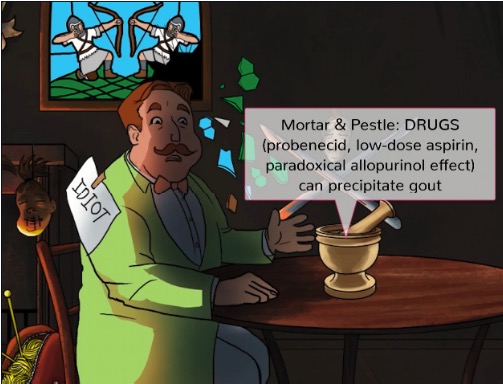 Mortar & Pestle: DRUGS
(probenecid, low-dose aspirin,
paradoxical allopurinol effect)
can precipitate gout
IDIOT